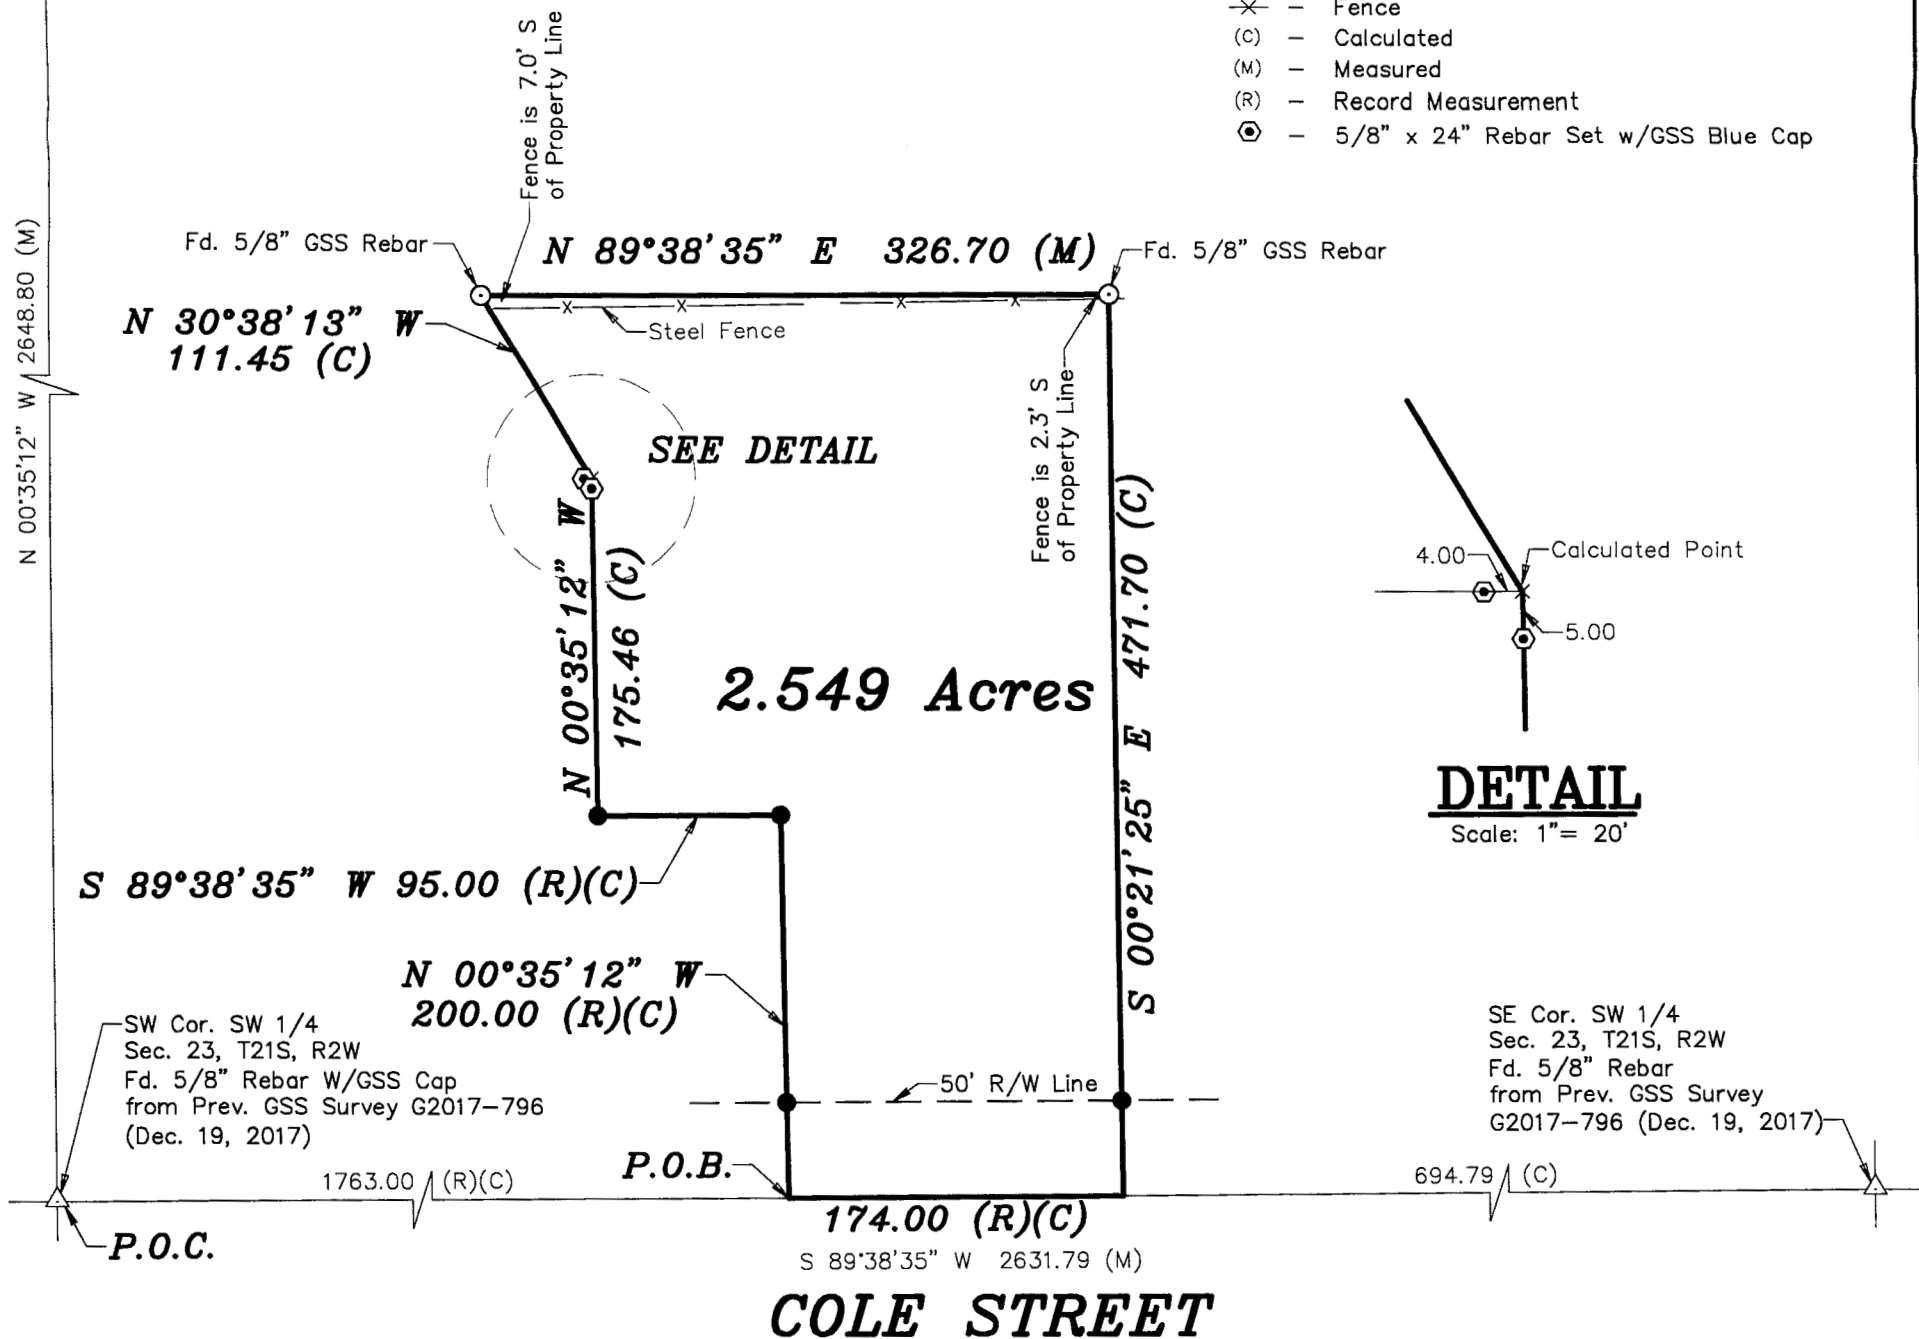 —x— – Fence
(C) – Calculated
(M) – Measured
(R) – Record Measurement
– 5/8" x 24" Rebar Set w/GSS Blue Cap
Fence is 7.0' S
of Property Line
N 00°35'12" W 2648.80 (M)
Fd. 5/8" GSS Rebar
N 89°38'35" E 326.70 (M)
Fd. 5/8" GSS Rebar
N 30°38'13" W
111.45 (C)
Steel Fence
Fence is 2.3' S
of Property Line
SEE DETAIL
N 00°35'12" W
175.46 (C)
S 00°21'25" E 471.70 (C)
2.549 Acres
4.00
Calculated Point
5.00
DETAIL
Scale: 1"= 20'
S 89°38'35" W 95.00 (R)(C)
N 00°35'12" W
200.00 (R)(C)
SW Cor. SW 1/4
Sec. 23, T21S, R2W
Fd. 5/8" Rebar W/GSS Cap
from Prev. GSS Survey G2017-796
(Dec. 19, 2017)
50' R/W Line
SE Cor. SW 1/4
Sec. 23, T21S, R2W
Fd. 5/8" Rebar
from Prev. GSS Survey
G2017-796 (Dec. 19, 2017)
1763.00 (R)(C)
P.O.B.
694.79 (C)
P.O.C.
174.00 (R)(C)
S 89°38'35" W 2631.79 (M)
COLE STREET